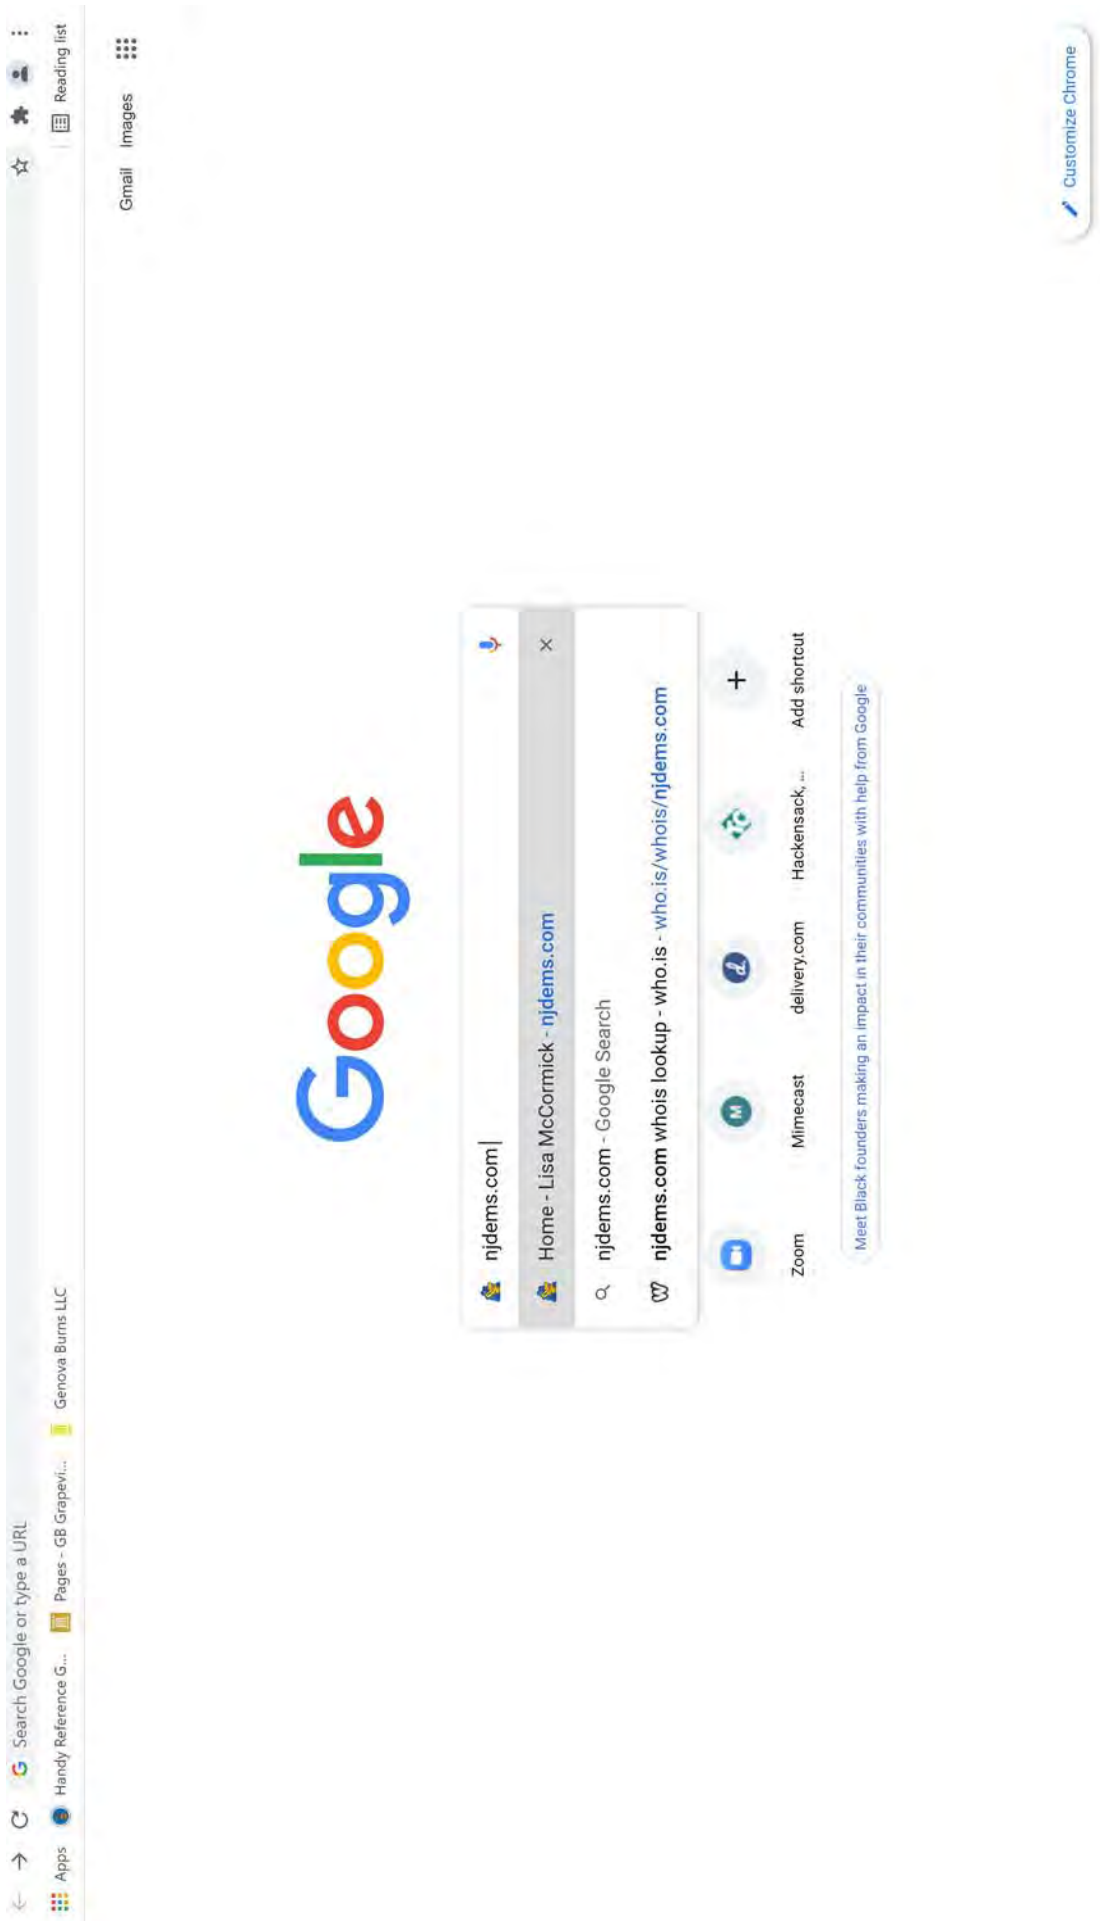 Search Google or type a URL
Apps Handy Reference G... Pages - GB Grapevi... Genova Burns LLC Reading list
Gmail Images
Google
njdems.com
Home - Lisa McCormick - njdems.com
njdems.com - Google Search
njdems.com whois lookup - who.is - who.is/whois/njdems.com
Zoom Mimecast delivery.com Hackensack, ... Add shortcut
Meet Black founders making an impact in their communities with help from Google
Customize Chrome